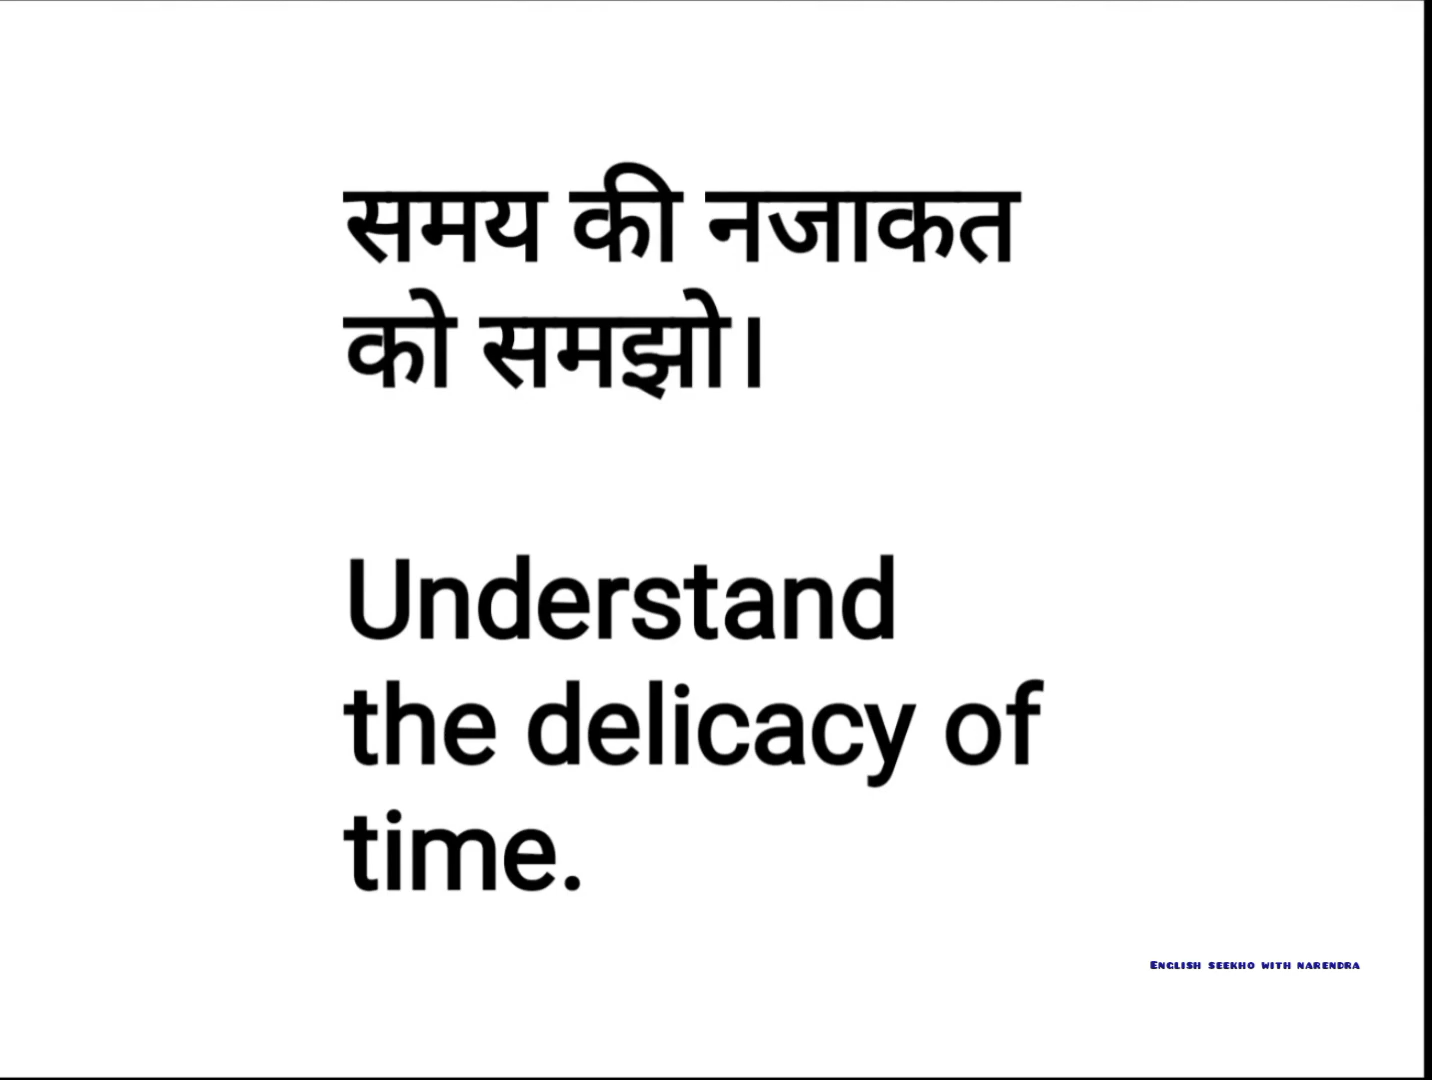 समय की नजाकत
को समझो।
Understand
the delicacy of
time.
English seekho with narendra